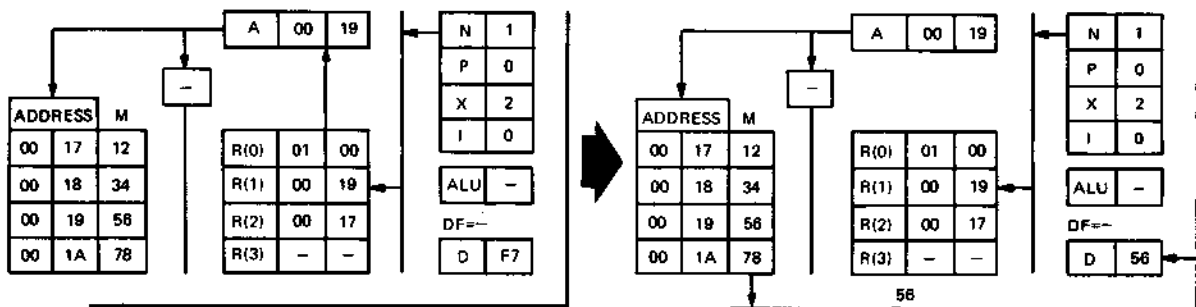 A 00 19
N 1
P 0
X 2
I 0
–
ADDRESS M
00 17 12
00 18 34
00 19 56
00 1A 78
R(0) 01 00
R(1) 00 19
R(2) 00 17
R(3) – –
ALU –
DF=–
D F7
A 00 19
N 1
P 0
X 2
I 0
–
ADDRESS M
00 17 12
00 18 34
00 19 56
00 1A 78
R(0) 01 00
R(1) 00 19
R(2) 00 17
R(3) – –
ALU –
DF=–
D 56
56